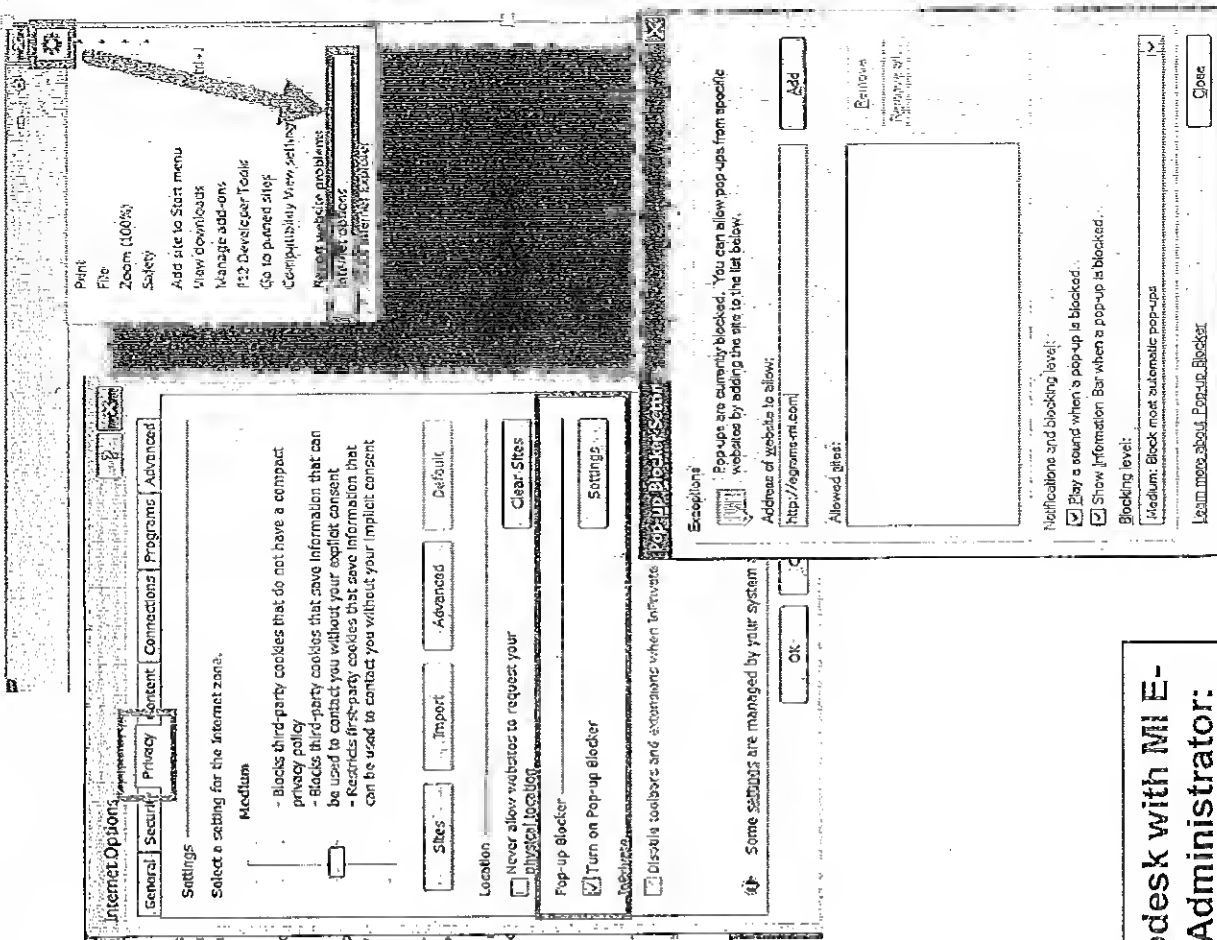 Print
File
Zoom (100%)
Safety
Add site to Start menu
View downloads
Manage add-ons
F12 Developer Tools
Go to pinned sites
Compatibility View settings
Report website problems
Internet options
Internet Options
General
Security
Privacy
Content
Connections
Programs
Advanced
Settings
Select a setting for the Internet zone.
Medium
- Blocks third-party cookies that do not have a compact
privacy policy
- Blocks third-party cookies that save information that can
be used to contact you without your explicit consent
- Restricts first-party cookies that save information that
can be used to contact you without your implicit consent
Sites
Import
Advanced
Default
Location
Never allow websites to request your
physical location
Clear Sites
Pop-up Blocker
Turn on Pop-up Blocker
Settings
InPrivate
Disable toolbars and extensions when InPrivate
Some settings are managed by your system
OK
Pop-up Blocker Settings
Exceptions
Pop-ups are currently blocked. You can allow pop-ups from specific
websites by adding the site to the list below.
Address of website to allow:
http://egrams-mi.com
Add
Allowed sites:
Remove
Notifications and blocking level:
Play a sound when a pop-up is blocked.
Show Information Bar when a pop-up is blocked.
Blocking level:
Medium: Block most automatic pop-ups
Learn more about Pop-up Blocker
Close
desk with MI E-
Administrator: